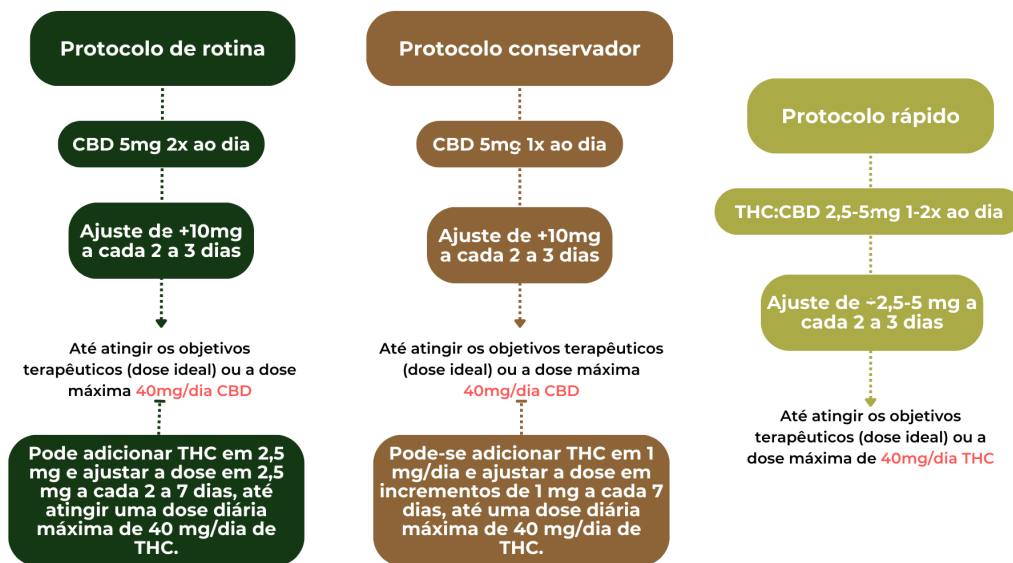 Protocolo de rotina
CBD 5mg 2x ao dia
Ajuste de +10mg
a cada 2 a 3 dias
Até atingir os objetivos
terapêuticos (dose ideal) ou a dose
máxima 40mg/dia CBD
Pode adicionar THC em 2,5
mg e ajustar a dose em 2,5
mg a cada 2 a 7 dias, até
atingir uma dose diária
máxima de 40 mg/dia de
THC.
Protocolo conservador
CBD 5mg 1x ao dia
Ajuste de +10mg
a cada 2 a 3 dias
Até atingir os objetivos terapêuticos
(dose ideal) ou a dose máxima
40mg/dia CBD
Pode-se adicionar THC em 1
mg/dia e ajustar a dose em
incrementos de 1 mg a cada 7
dias, até uma dose diária
máxima de 40 mg/dia de
THC.
Protocolo rápido
THC:CBD 2,5-5mg 1-2x ao dia
Ajuste de +2,5-5 mg a
cada 2 a 3 dias
Até atingir os objetivos
terapêuticos (dose ideal) ou a
dose máxima de 40mg/dia THC